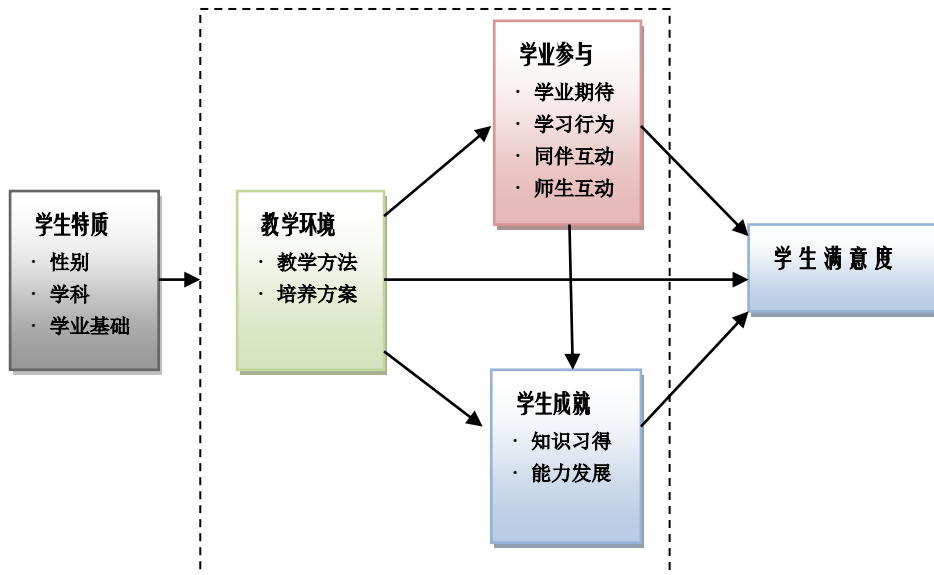 学生特质
· 性别
· 学科
· 学业基础
教学环境
· 教学方法
· 培养方案
学业参与
· 学业期待
· 学习行为
· 同伴互动
· 师生互动
学生成就
· 知识习得
· 能力发展
学生满意度